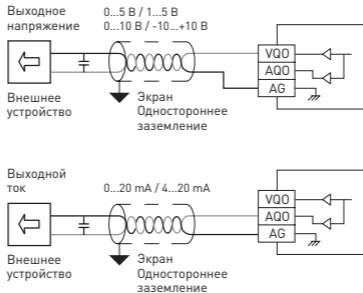 Выходное
напряжение
0...5 В / 1...5 В
0...10 В / -10...+10 В
VQO
AQO
AG
Внешнее
устройство
Экран
Одностороннее
заземление
Выходной
ток
0...20 mA / 4...20 mA
VQO
AQO
AG
Внешнее
устройство
Экран
Одностороннее
заземление